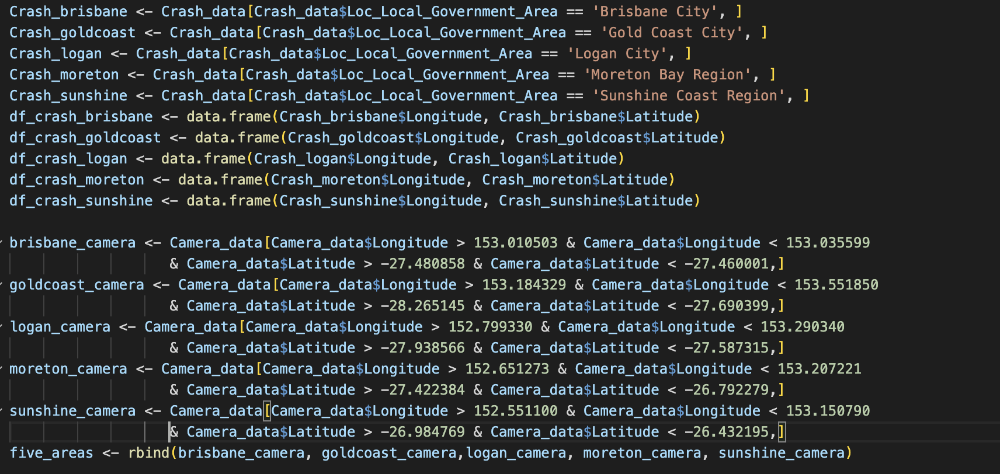 Crash_brisbane <- Crash_data[Crash_data$Loc_Local_Government_Area == 'Brisbane City', ]
Crash_goldcoast <- Crash_data[Crash_data$Loc_Local_Government_Area == 'Gold Coast City', ]
Crash_logan <- Crash_data[Crash_data$Loc_Local_Government_Area == 'Logan City', ]
Crash_moreton <- Crash_data[Crash_data$Loc_Local_Government_Area == 'Moreton Bay Region', ]
Crash_sunshine <- Crash_data[Crash_data$Loc_Local_Government_Area == 'Sunshine Coast Region', ]
df_crash_brisbane <- data.frame(Crash_brisbane$Longitude, Crash_brisbane$Latitude)
df_crash_goldcoast <- data.frame(Crash_goldcoast$Longitude, Crash_goldcoast$Latitude)
df_crash_logan <- data.frame(Crash_logan$Longitude, Crash_logan$Latitude)
df_crash_moreton <- data.frame(Crash_moreton$Longitude, Crash_moreton$Latitude)
df_crash_sunshine <- data.frame(Crash_sunshine$Longitude, Crash_sunshine$Latitude)
brisbane_camera <- Camera_data[Camera_data$Longitude > 153.010503 & Camera_data$Longitude < 153.035599
& Camera_data$Latitude > -27.480858 & Camera_data$Latitude < -27.460001,]
goldcoast_camera <- Camera_data[Camera_data$Longitude > 153.184329 & Camera_data$Longitude < 153.551850
& Camera_data$Latitude > -28.265145 & Camera_data$Latitude < -27.690399,]
logan_camera <- Camera_data[Camera_data$Longitude > 152.799330 & Camera_data$Longitude < 153.290340
& Camera_data$Latitude > -27.938566 & Camera_data$Latitude < -27.587315,]
moreton_camera <- Camera_data[Camera_data$Longitude > 152.651273 & Camera_data$Longitude < 153.207221
& Camera_data$Latitude > -27.422384 & Camera_data$Latitude < -26.792279,]
sunshine_camera <- Camera_data[Camera_data$Longitude > 152.551100 & Camera_data$Longitude < 153.150790
& Camera_data$Latitude > -26.984769 & Camera_data$Latitude < -26.432195,]
five_areas <- rbind(brisbane_camera, goldcoast_camera,logan_camera, moreton_camera, sunshine_camera)